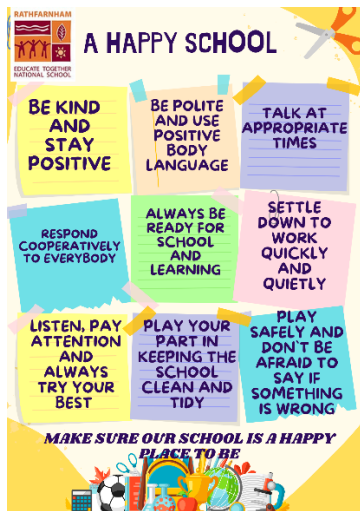 RATHFARNHAM
EDUCATE TOGETHER
NATIONAL SCHOOL
A HAPPY SCHOOL
BE KIND
AND
STAY
POSITIVE
BE POLITE
AND USE
POSITIVE
BODY
LANGUAGE
TALK AT
APPROPRIATE
TIMES
RESPOND
COOPERATIVELY
TO EVERYBODY
ALWAYS BE
READY FOR
SCHOOL
AND
LEARNING
SETTLE
DOWN TO
WORK
QUICKLY
AND
QUIETLY
LISTEN, PAY
ATTENTION
AND
ALWAYS
TRY YOUR
BEST
PLAY YOUR
PART IN
KEEPING THE
SCHOOL
CLEAN AND
TIDY
PLAY
SAFELY AND
DON`T BE
AFRAID TO
SAY IF
SOMETHING
IS WRONG
MAKE SURE OUR SCHOOL IS A HAPPY
PLACE TO BE